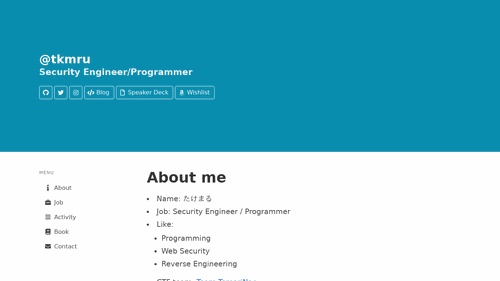 @tkmru
Security Engineer/Programmer
Blog
Speaker Deck
Wishlist
MENU
About
Job
Activity
Book
Contact
About me
Name: たけまる
Job: Security Engineer / Programmer
Like:
Programming
Web Security
Reverse Engineering